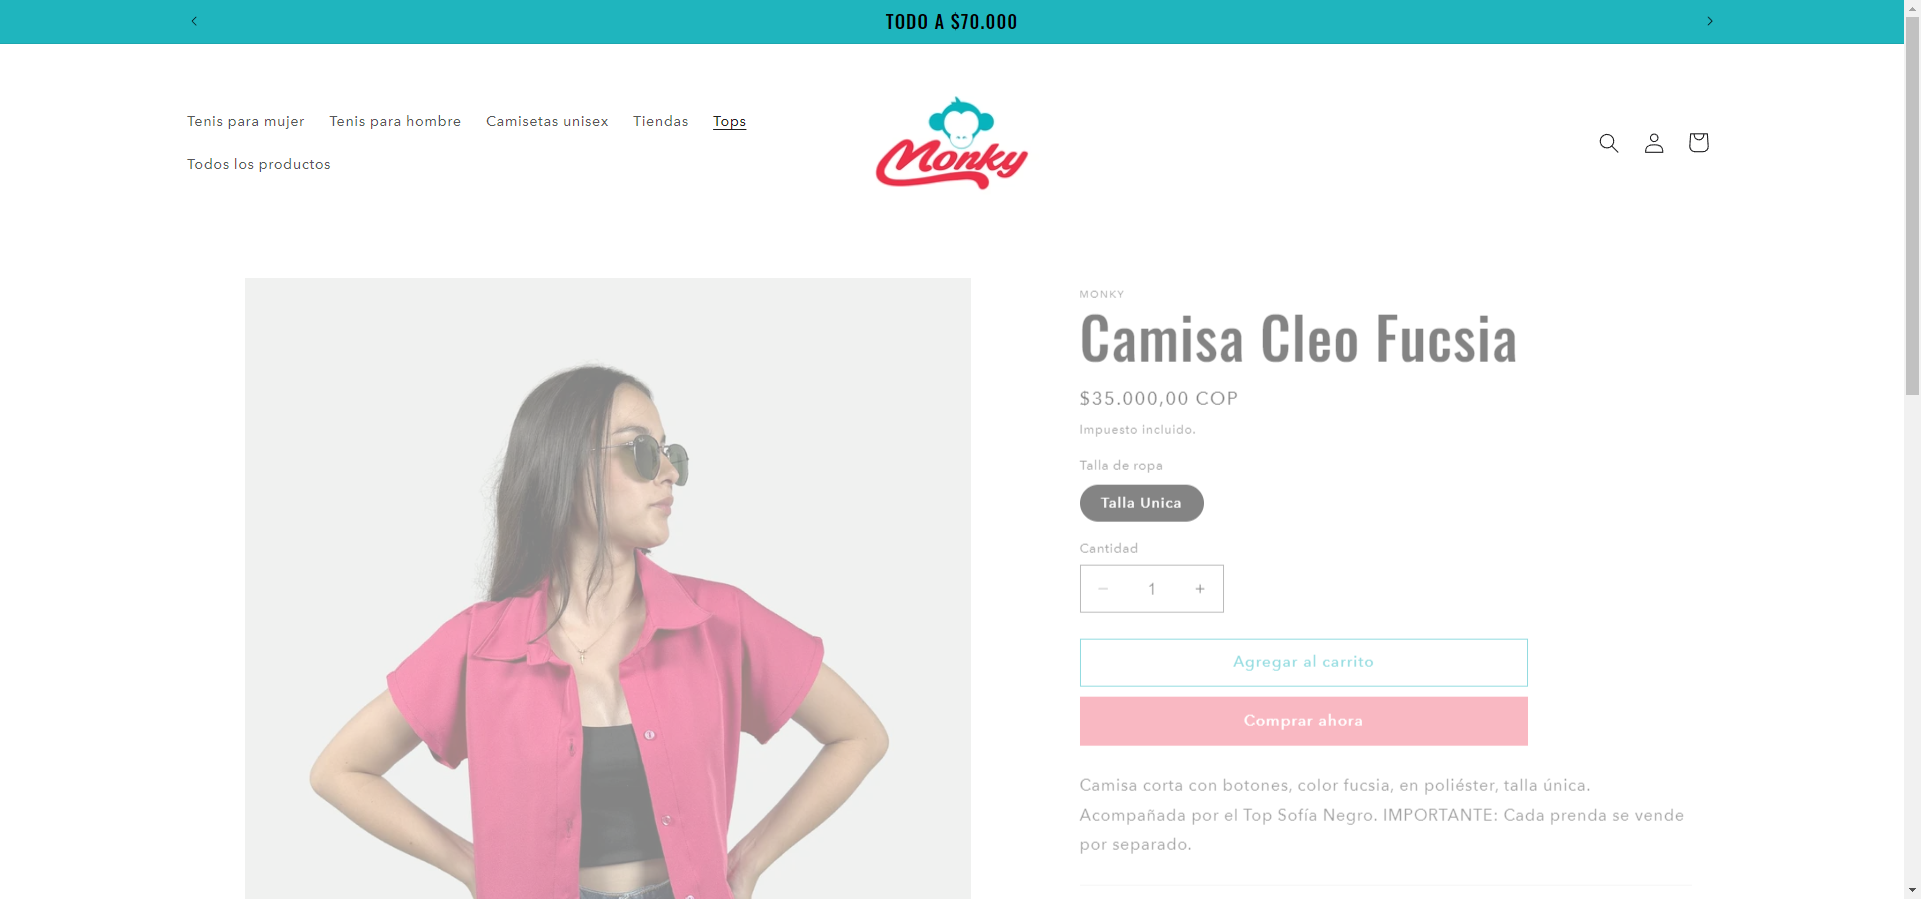 TODO A $70.000
Tenis para mujer
Tenis para hombre
Camisetas unisex
Tiendas
Tops
Todos los productos
Monky
MONKY
Camisa Cleo Fucsia
$35.000,00 COP
Impuesto incluido.
Talla de ropa
Talla Unica
Cantidad
1
Agregar al carrito
Comprar ahora
Camisa corta con botones, color fucsia, en poliéster, talla única.
Acompañada por el Top Sofía Negro. IMPORTANTE: Cada prenda se vende
por separado.